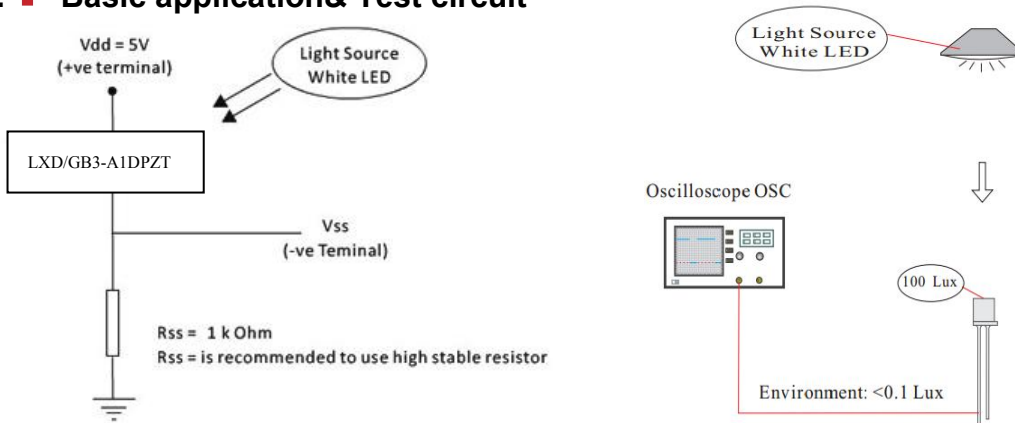 Basic application& Test circuit
Vdd = 5V
(+ve terminal)
Light Source
White LED
LXD/GB3-A1DPZT
Vss
(-ve Teminal)
Rss = 1 k Ohm
Rss = is recommended to use high stable resistor
Light Source
White LED
Oscilloscope OSC
100 Lux
Environment: <0.1 Lux